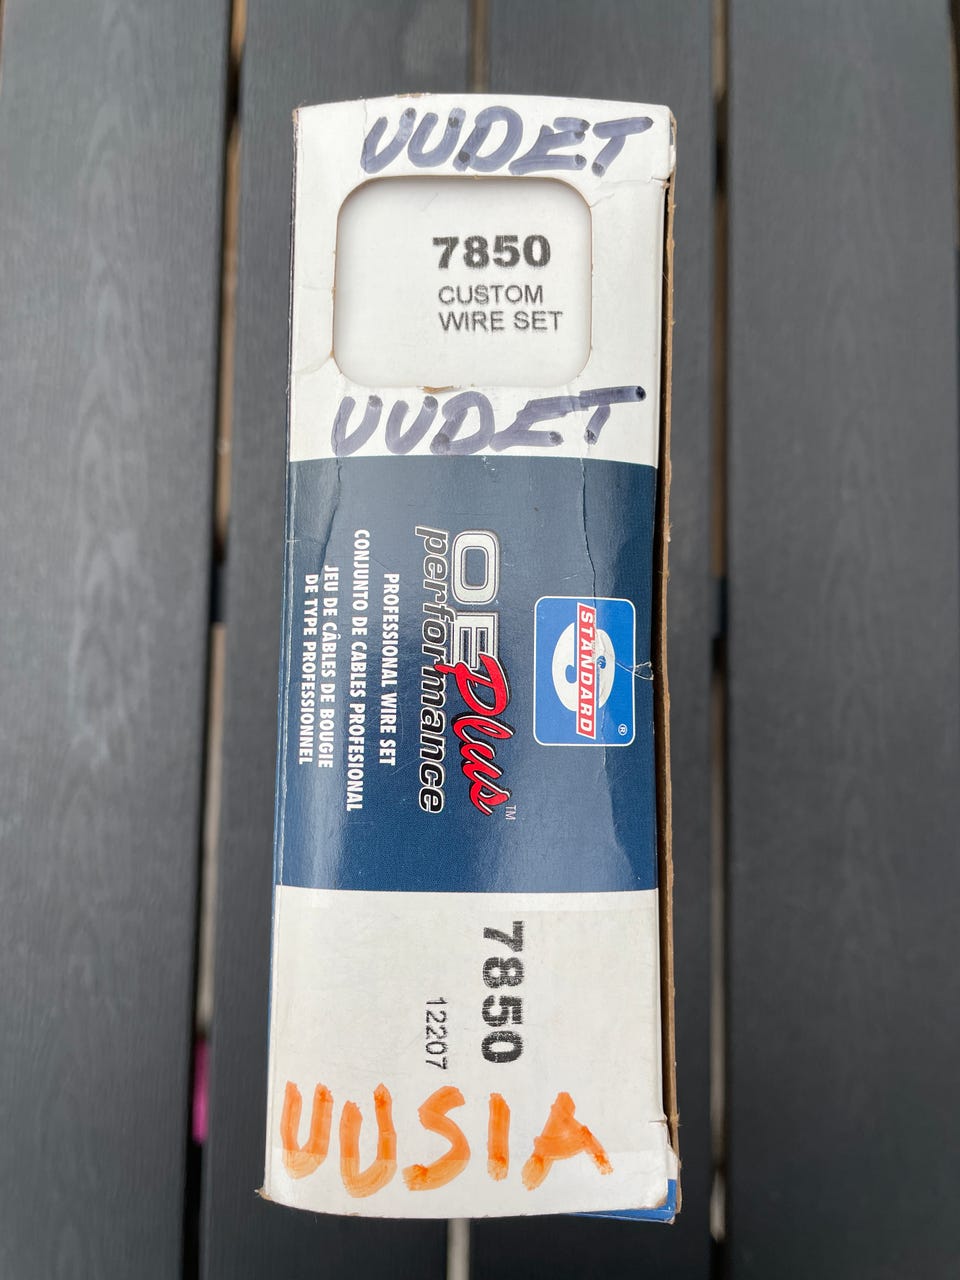 UUDET
7850
CUSTOM
WIRE SET
UUDET
STANDARD
®
OE Plus™
performance
PROFESSIONAL WIRE SET
CONJUNTO DE CABLES PROFESIONAL
JEU DE CÂBLES DE BOUGIE
DE TYPE PROFESSIONNEL
7850
12207
UUSIA